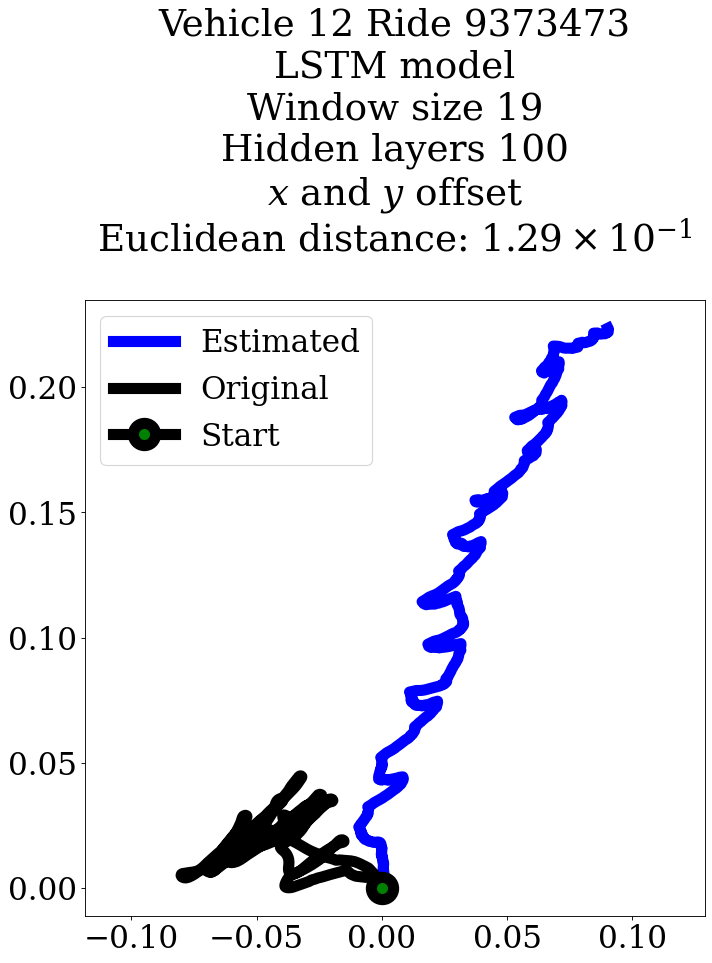 Vehicle 12 Ride 9373473
LSTM model
Window size 19
Hidden layers 100
x and y offset
Euclidean distance: 1.29 × 10⁻¹
Estimated
Original
Start
0.20
0.15
0.10
0.05
0.00
−0.10 −0.05 0.00 0.05 0.10